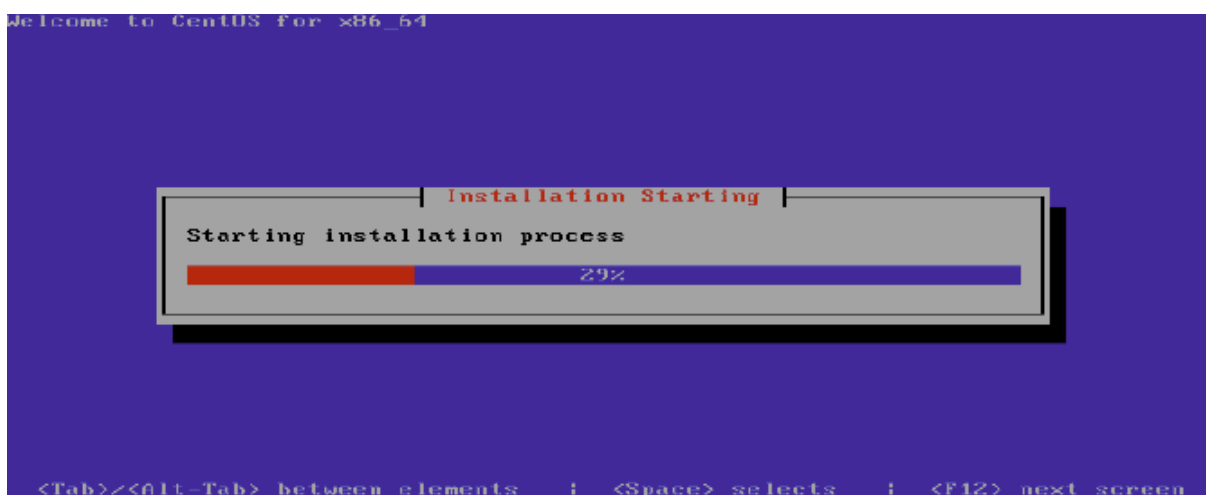 Welcome to CentOS for x86_64
Installation Starting
Starting installation process
29%
<Tab>/<Alt-Tab> between elements | <Space> selects | <F12> next screen